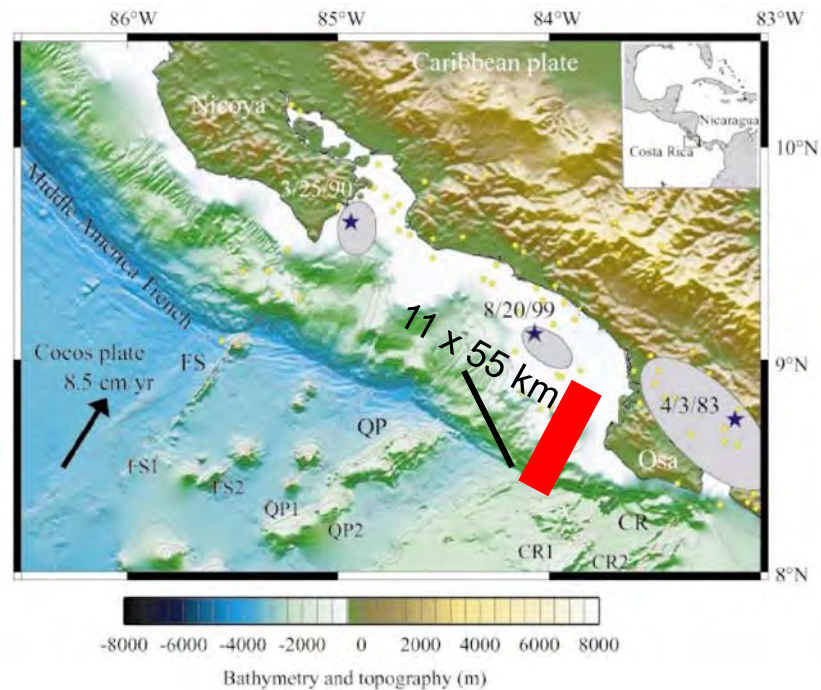 86°W 85°W 84°W 83°W
Caribbean plate
Nicoya
Nicaragua
Costa Rica
10°N
3/25/90
Middle America Trench
8/20/99
11 x 55 km
Cocos plate
8.5 cm/yr
FS
9°N
4/3/83
QP
Osa
FS1
FS2
QP1
QP2
CR
CR1
CR2
8°N
-8000 -6000 -4000 -2000 0 2000 4000 6000 8000
Bathymetry and topography (m)